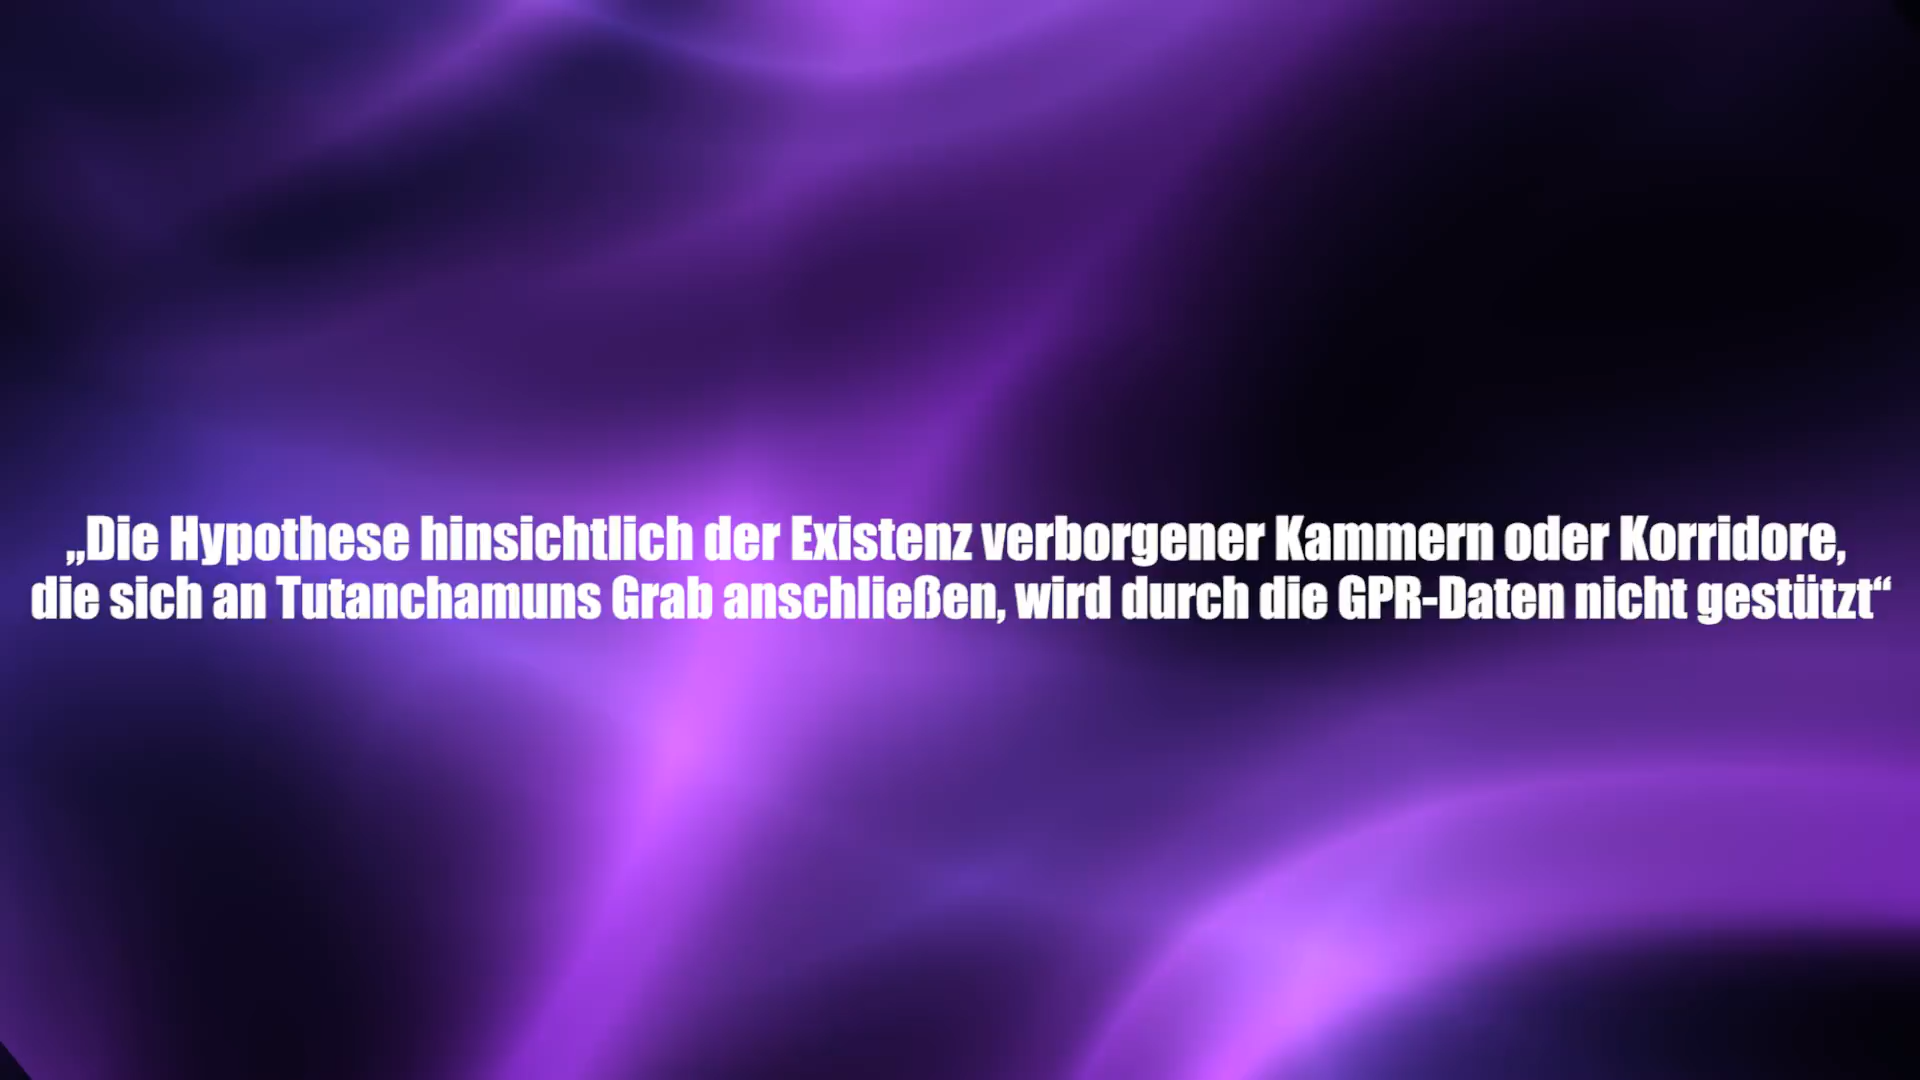 „Die Hypothese hinsichtlich der Existenz verborgener Kammern oder Korridore,
die sich an Tutanchamuns Grab anschließen, wird durch die GPR-Daten nicht gestützt“